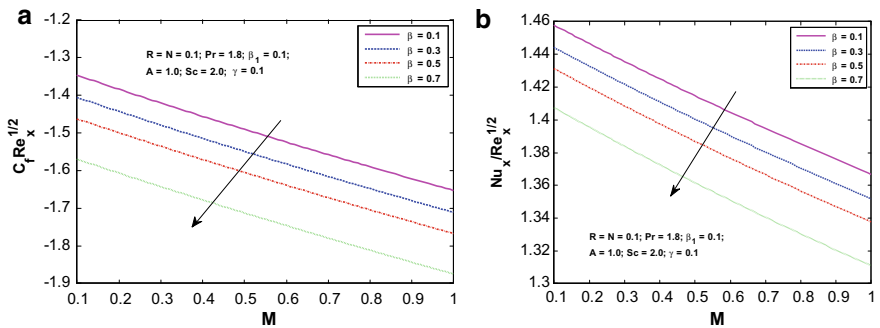 a
-1.2
-1.3
-1.4
-1.5
-1.6
-1.7
-1.8
-1.9
C_f Re_x^{1/2}
R = N = 0.1; Pr = 1.8; β_1 = 0.1;
A = 1.0; Sc = 2.0; γ = 0.1
β = 0.1
β = 0.3
β = 0.5
β = 0.7
0.1 0.2 0.3 0.4 0.5 0.6 0.7 0.8 0.9 1
M
b
1.46
1.44
1.42
1.4
1.38
1.36
1.34
1.32
1.3
Nu_x/Re_x^{1/2}
β = 0.1
β = 0.3
β = 0.5
β = 0.7
R = N = 0.1; Pr = 1.8; β_1 = 0.1;
A = 1.0; Sc = 2.0; γ = 0.1
0.1 0.2 0.3 0.4 0.5 0.6 0.7 0.8 0.9 1
M